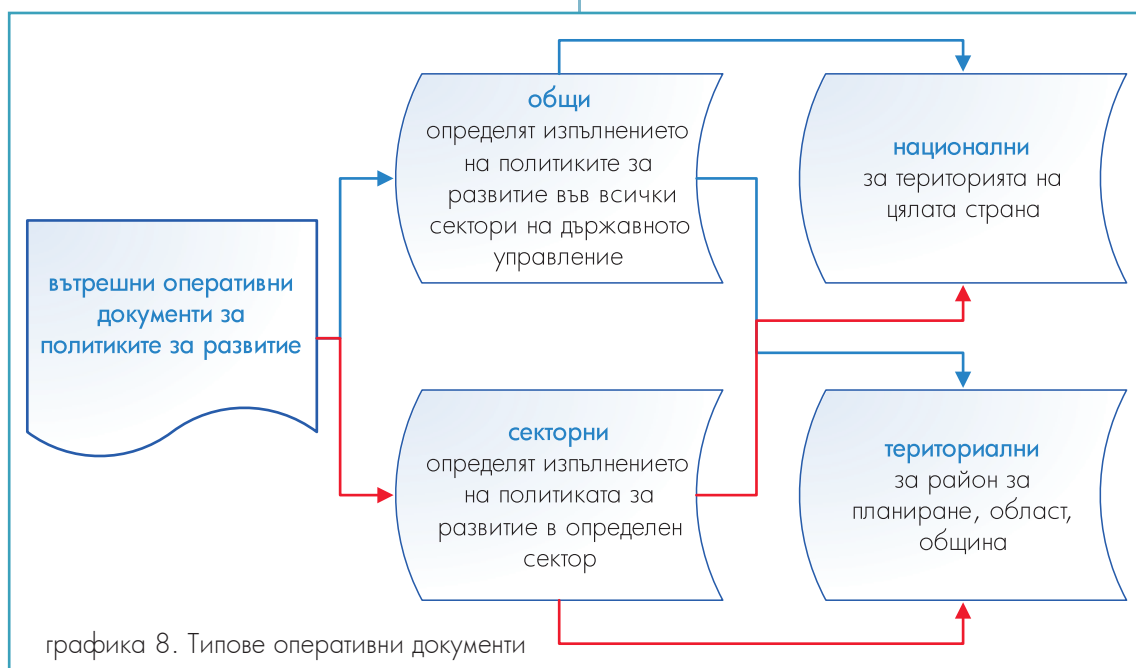 вътрешни оперативни
документи за
политиките за развитие
общи
определят изпълнението
на политиките за
развитие във всички
сектори на държавното
управление
национални
за територията на
цялата страна
секторни
определят изпълнението
на политиката за
развитие в определен
сектор
териториални
за район за
планиране, област,
община
графика 8. Типове оперативни документи